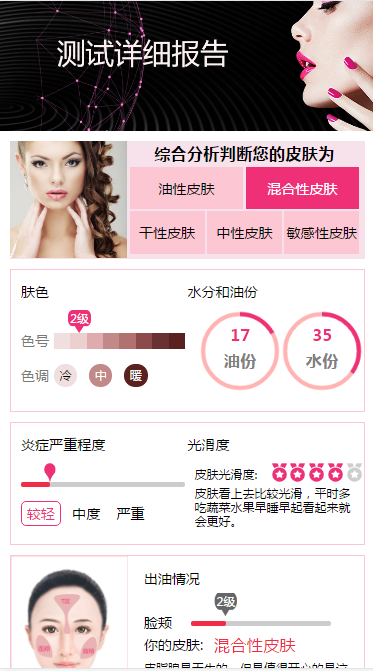 测试详细报告
综合分析判断您的皮肤为
油性皮肤 混合性皮肤
干性皮肤 中性皮肤 敏感性皮肤
肤色
2级
色号
色调 冷 中 暖
水分和油份
17 35
油份 水份
炎症严重程度
较轻 中度 严重
光滑度
皮肤光滑度:
皮肤看上去比较光滑，平时多
吃蔬菜水果早睡早起看起来就
会更好。
出油情况
2级
脸颊
你的皮肤: 混合性皮肤